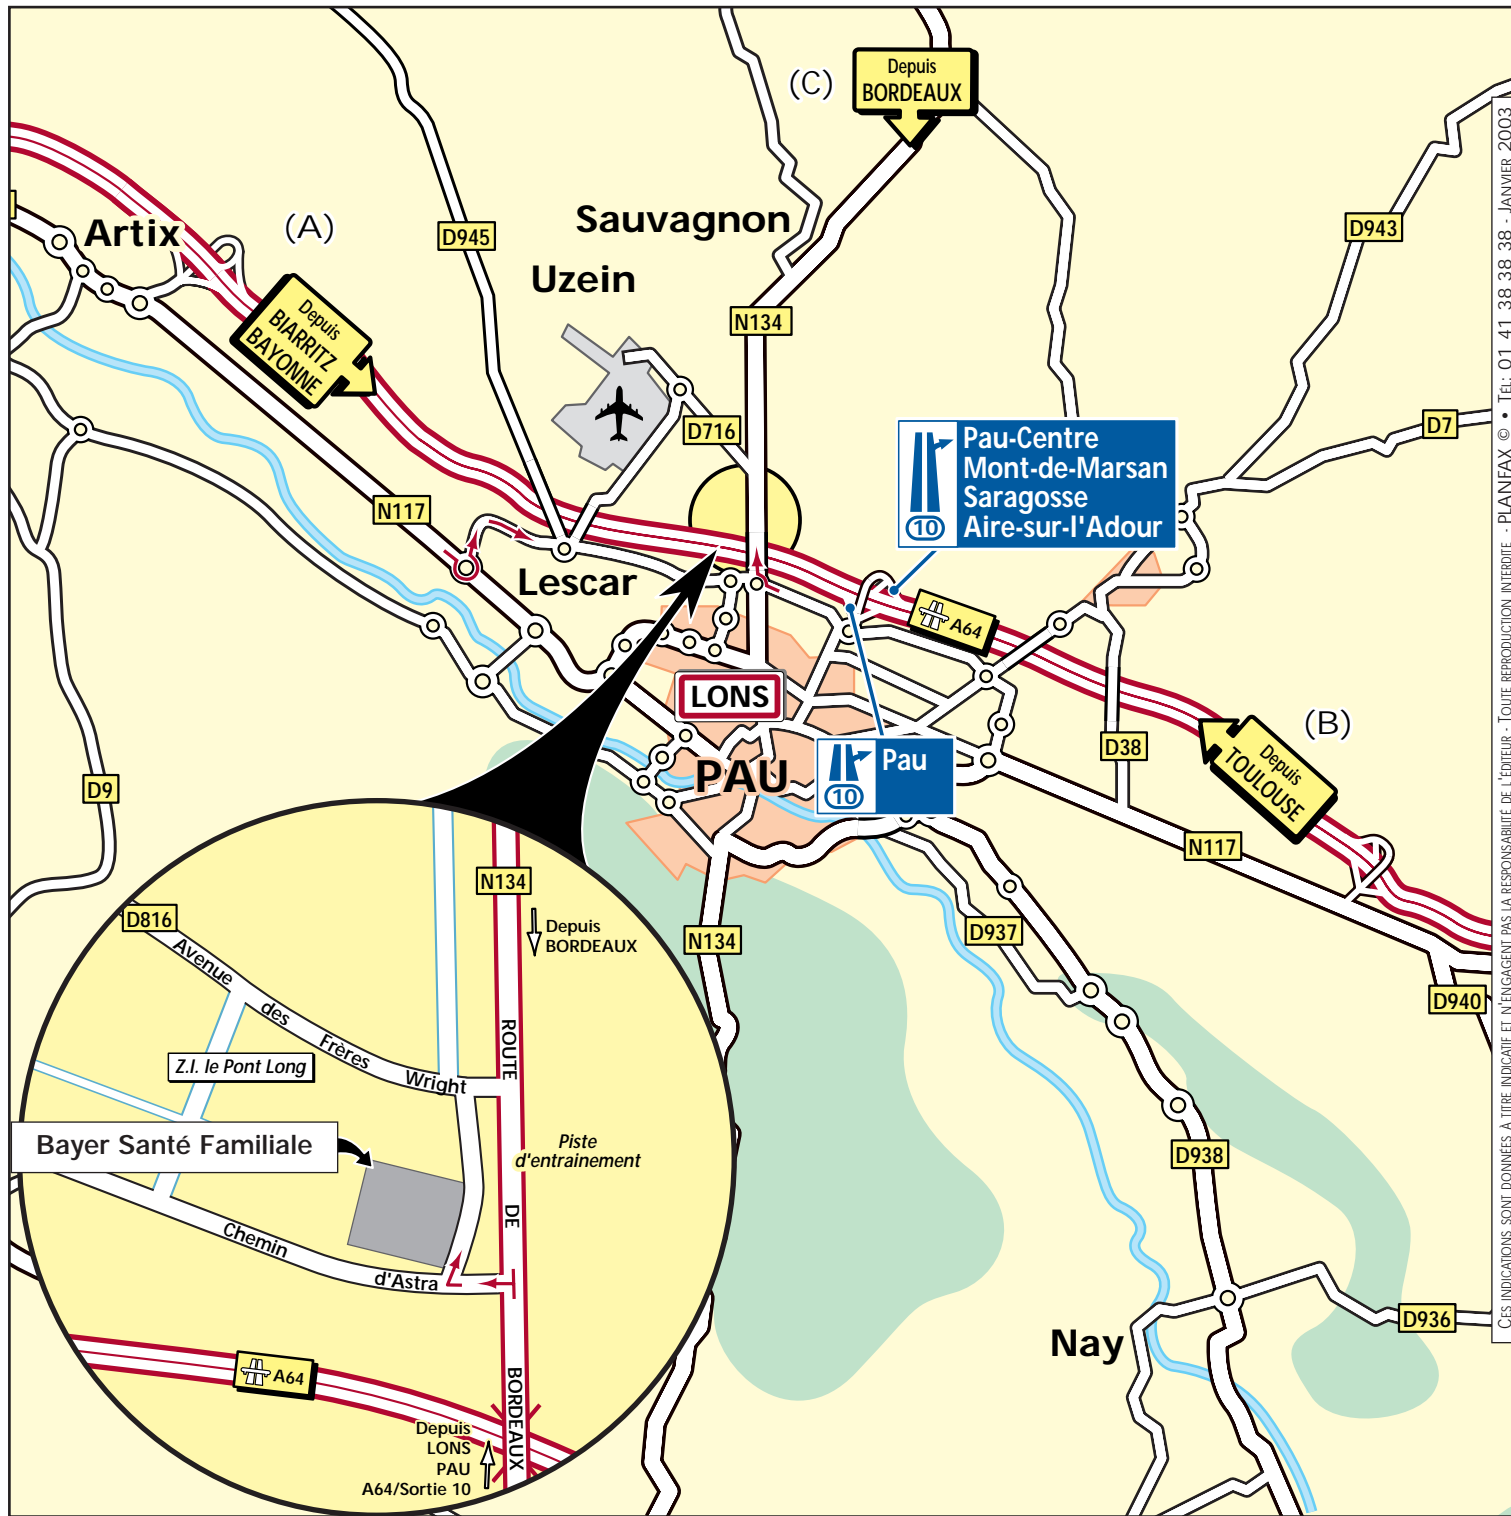 (C)
Depuis
BORDEAUX
(A)
Artix
Sauvagnon
Uzein
D945
D943
N134
Depuis
BIARRITZ
BAYONNE
D716
D7
Pau-Centre
Mont-de-Marsan
Saragosse
Aire-sur-l'Adour
10
N117
Lescar
A64
LONS
PAU
Pau
10
D38
(B)
Depuis
TOULOUSE
D9
N117
N134
D937
D940
D938
D936
Nay
N134
D816
Depuis
BORDEAUX
Avenue des Frères Wright
ROUTE DE BORDEAUX
Z.I. le Pont Long
Bayer Santé Familiale
Piste
d'entrainement
Chemin d'Astra
A64
Depuis
LONS
PAU
A64/Sortie 10
CES INDICATIONS SONT DONNÉES À TITRE INDICATIF ET N'ENGAGENT PAS LA RESPONSABILITÉ DE L'ÉDITEUR - TOUTE REPRODUCTION INTERDITE - PLANFAX © • TÉL: 01 41 38 38 38 - JANVIER 2003